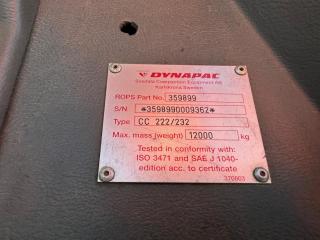 DYNAPAC
Svedala Compaction Equipment AB
Karlskrona Sweden
ROPS Part No. 359899
S/N *3598990009362*
Type CC 222/232
Max. mass (weight) 12000 kg
Tested in conformity with:
ISO 3471 and SAE J 1040-
edition acc. to certificate
370603